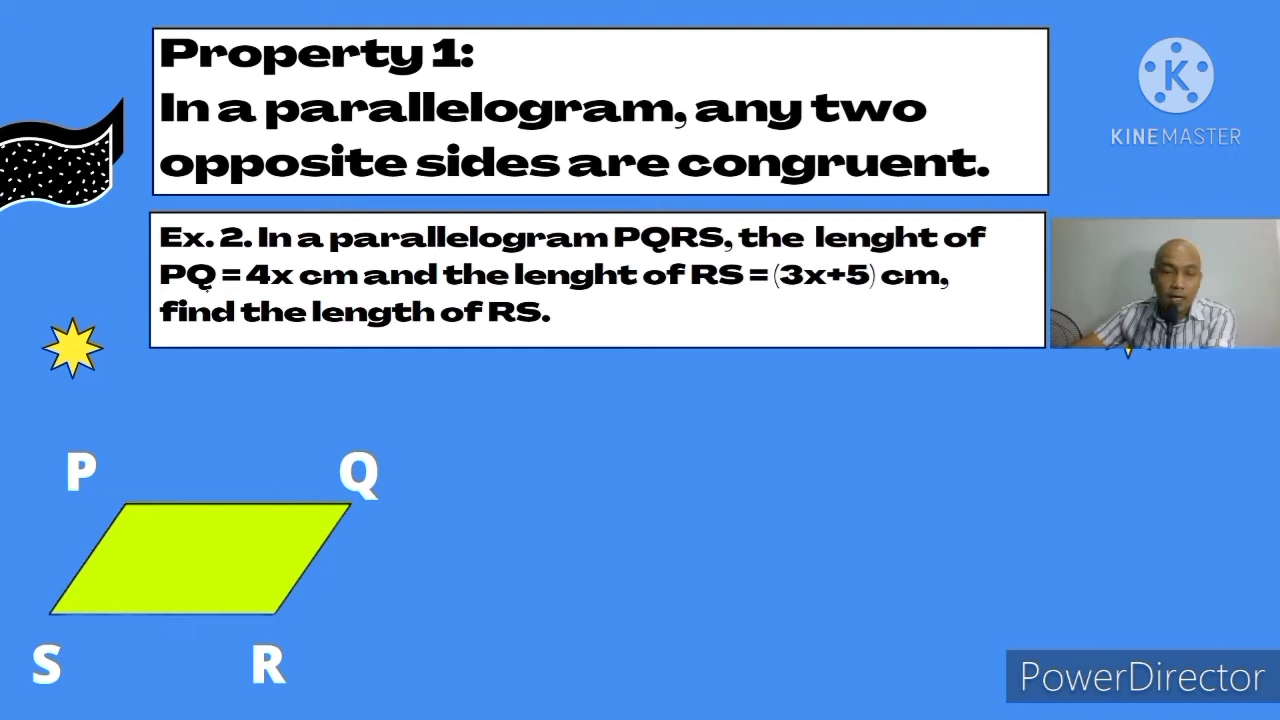 Property 1:
In a parallelogram, any two
opposite sides are congruent.
K
KINEMASTER
Ex. 2. In a parallelogram PQRS, the lenght of
PQ = 4x cm and the lenght of RS = (3x+5) cm,
find the length of RS.
P
Q
S
R
PowerDirector